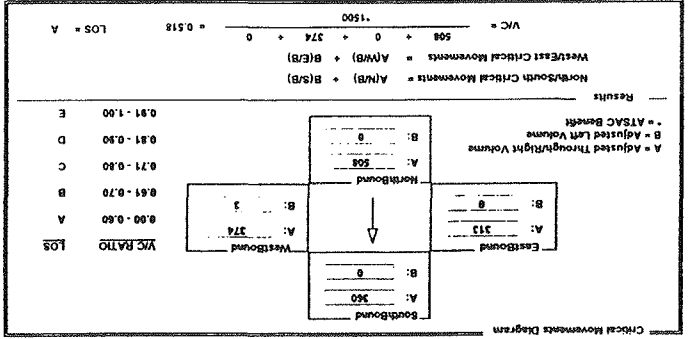 Critical Movements Diagram
SouthBound
A: 360
B: 0
EastBound
A: 313
B: 0
WestBound
A: 374
B: 3
NorthBound
A: 508
B: 0
V/C RATIO LOS
0.00 - 0.60 A
0.61 - 0.70 B
0.71 - 0.80 C
0.81 - 0.90 D
0.91 - 1.00 E
A = Adjusted Through/Right Volume
B = Adjusted Left Volume
* = ATSAC Benefit
Results
North/South Critical Movements = A(N/B) + B(S/B)
West/East Critical Movements = A(W/B) + B(E/B)
V/C = 508 + 0 + 374 + 0 = 0.518 LOS = A
*1500